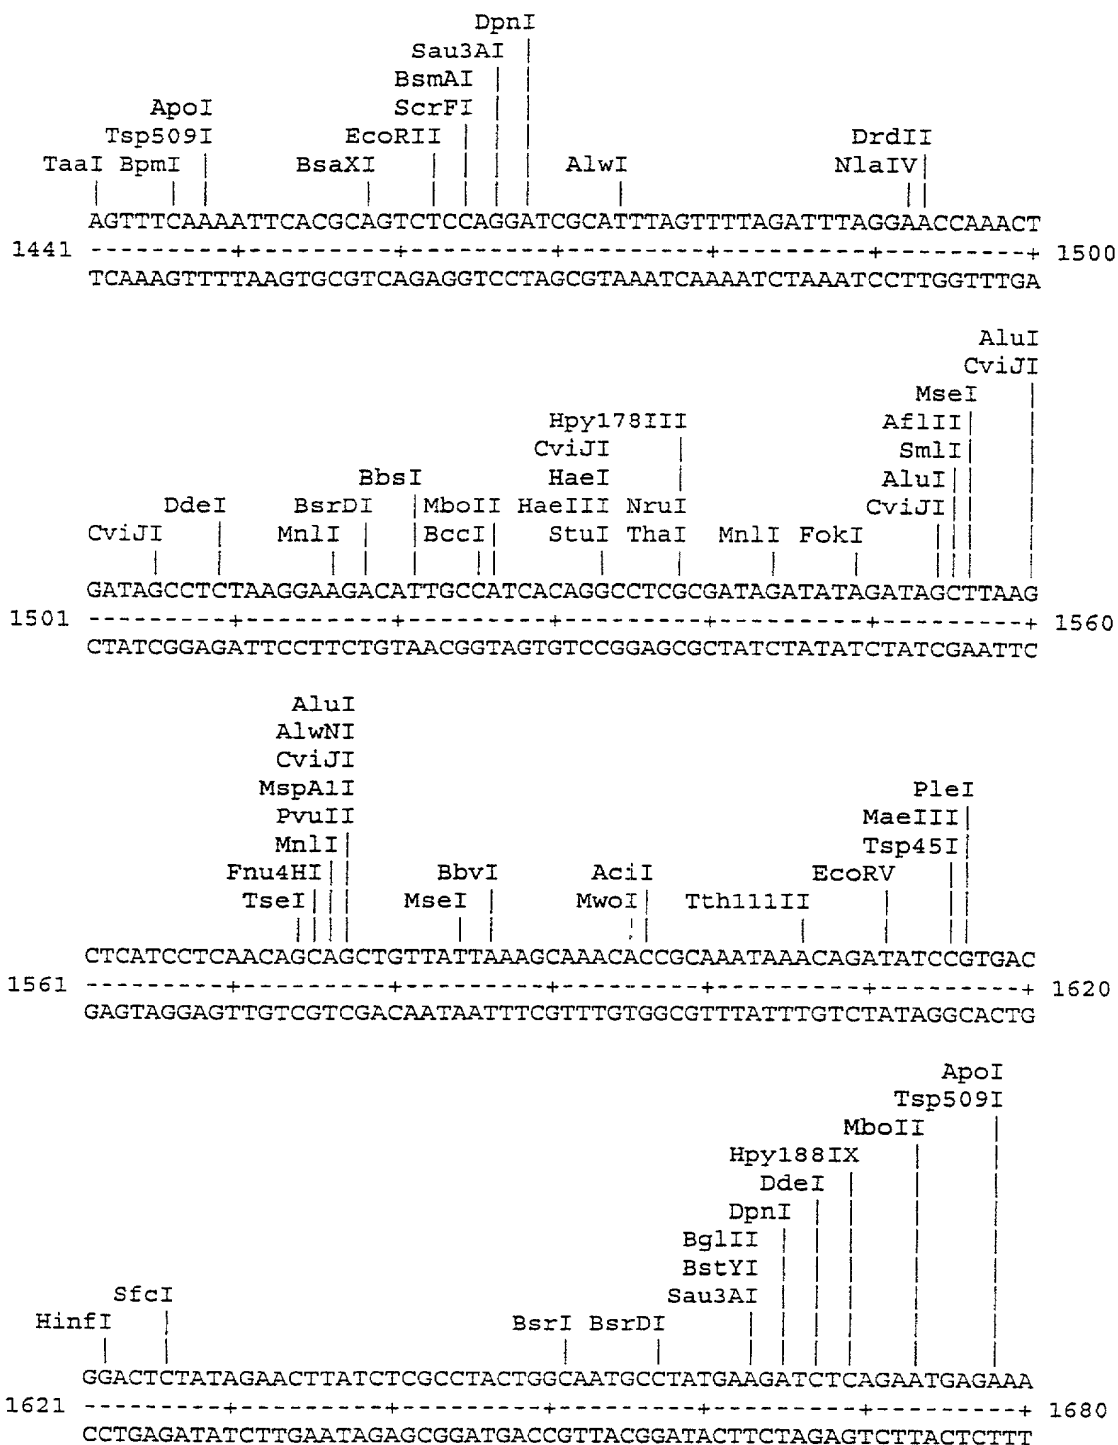 DpnI
Sau3AI
BsmAI
ApoI ScrFI
Tsp509I EcoRII DrdII
TaaI BpmI BsaXI AlwI NlaIV
AGTTTCAAAATTCACGCAGTCTCCAGGATCGCATTTAGTTTTAGATTTAGGAACCAAACT
1441 ---------+---------+---------+---------+---------+---------+ 1500
TCAAAGTTTTAAGTGCGTCAGAGGTCCTAGCGTAAATCAAAATCTAAATCCTTGGTTTGA
AluI
CviJI
MseI
Hpy178III AflII
CviJI SmlI
BbsI HaeI AluI
DdeI BsrDI MboII HaeIII NruI CviJI
CviJI MnlI BccI StuI ThaI MnlI FokI
GATAGCCTCTAAGGAAGACATTGCCATCACAGGCCTCGCGATAGATATAGATAGCTTAAG
1501 ---------+---------+---------+---------+---------+---------+ 1560
CTATCGGAGATTCCTTCTGTAACGGTAGTGTCCGGAGCGCTATCTATATCTATCGAATTC
AluI
AlwNI
CviJI
MspA1I PleI
PvuII MaeIII
MnlI Tsp45I
Fnu4HI BbvI AciI EcoRV
TseI MseI MwoI Tth111II
CTCATCCTCAACAGCAGCTGTTATTAAAGCAAACACCGCAAATAAACAGATATCCGTGAC
1561 ---------+---------+---------+---------+---------+---------+ 1620
GAGTAGGAGTTGTCGTCGACAATAATTTCGTTTGTGGCGTTTATTTGTCTATAGGCACTG
ApoI
Tsp509I
MboII
Hpy188IX
DdeI
DpnI
BglII
BstYI
SfcI Sau3AI
HinfI BsrI BsrDI
GGACTCTATAGAACTTATCTCGCCTACTGGCAATGCCTATGAAGATCTCAGAATGAGAAA
1621 ---------+---------+---------+---------+---------+---------+ 1680
CCTGAGATATCTTGAATAGAGCGGATGACCGTTACGGATACTTCTAGAGTCTTACTCTTT